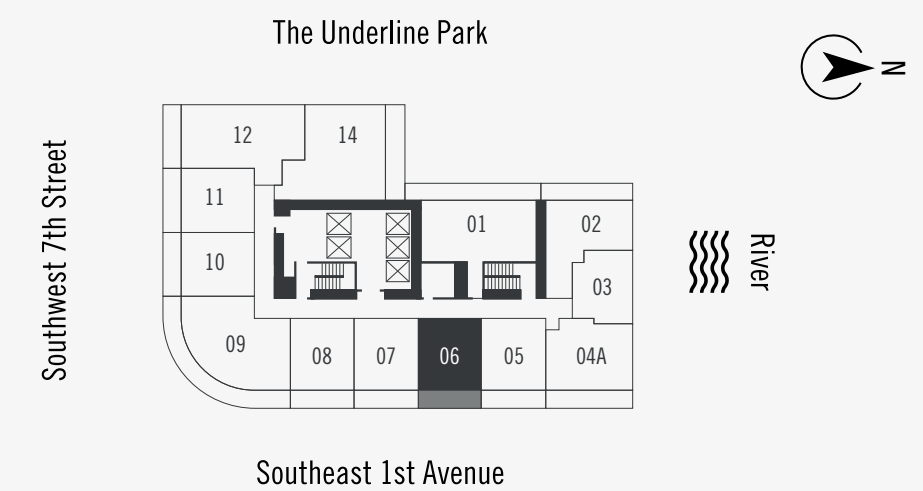 The Underline Park
N
Southwest 7th Street
12
14
11
01
02
10
03
09
08
07
06
05
04A
River
Southeast 1st Avenue